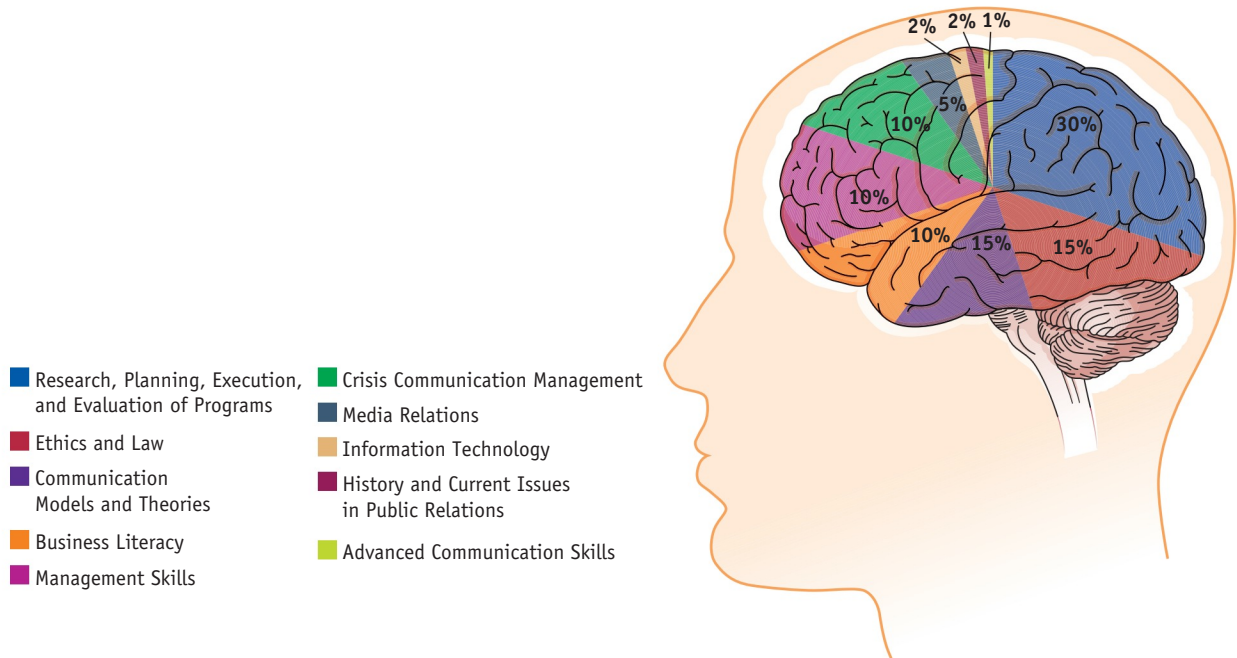 2% 2% 1%
5%
10%
30%
10%
10%
15%
15%
Research, Planning, Execution,
and Evaluation of Programs
Ethics and Law
Communication
Models and Theories
Business Literacy
Management Skills
Crisis Communication Management
Media Relations
Information Technology
History and Current Issues
in Public Relations
Advanced Communication Skills